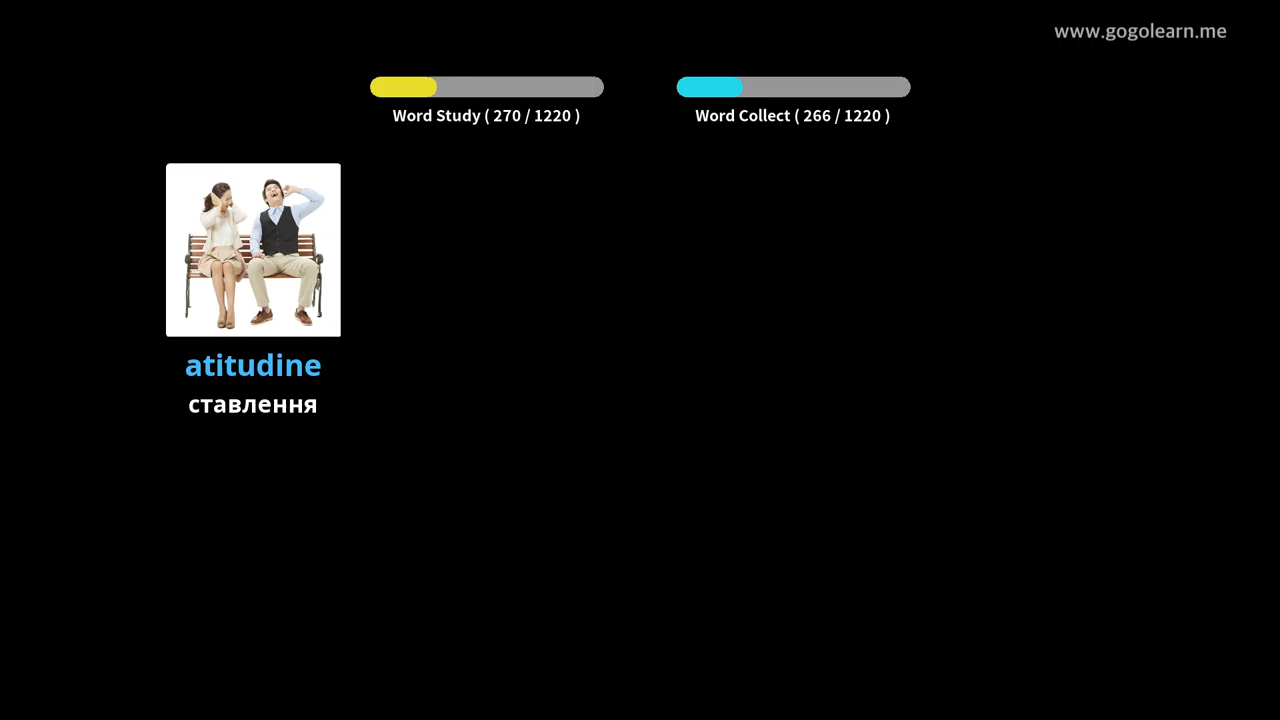 www.gogolearn.me
Word Study ( 270 / 1220 )
Word Collect ( 266 / 1220 )
atitudine
ставлення